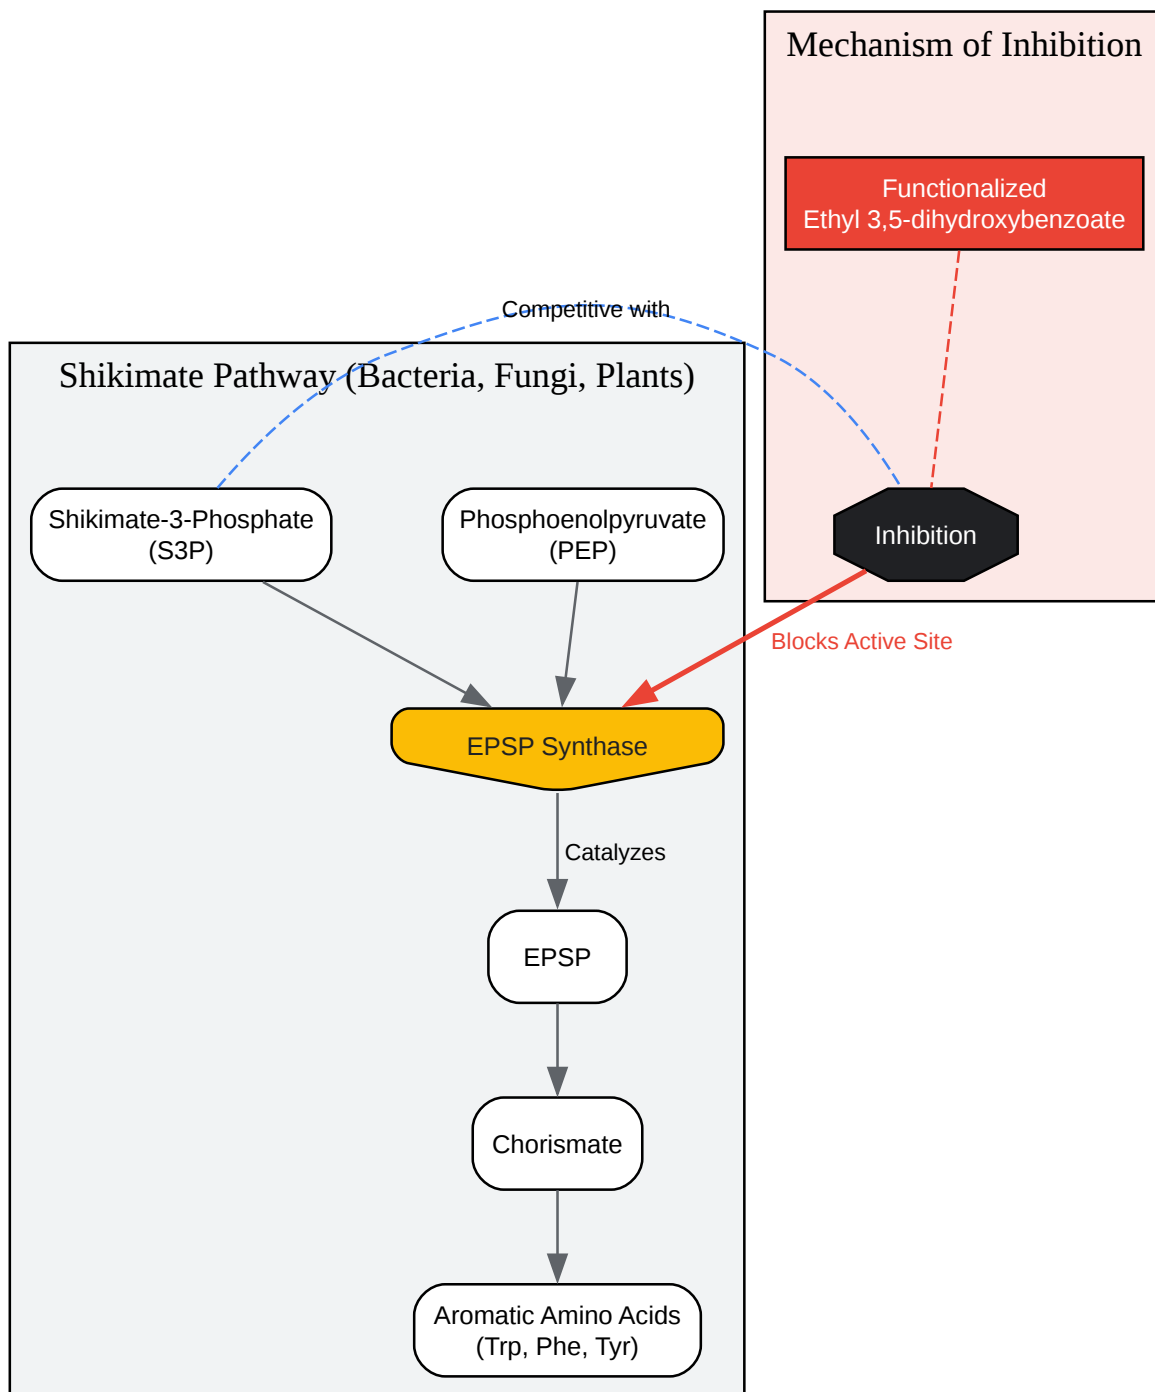 Mechanism of Inhibition
Functionalized
Ethyl 3,5-dihydroxybenzoate
Competitive with
Shikimate Pathway (Bacteria, Fungi, Plants)
Shikimate-3-Phosphate
(S3P)
Phosphoenolpyruvate
(PEP)
Inhibition
Blocks Active Site
EPSP Synthase
Catalyzes
EPSP
Chorismate
Aromatic Amino Acids
(Trp, Phe, Tyr)